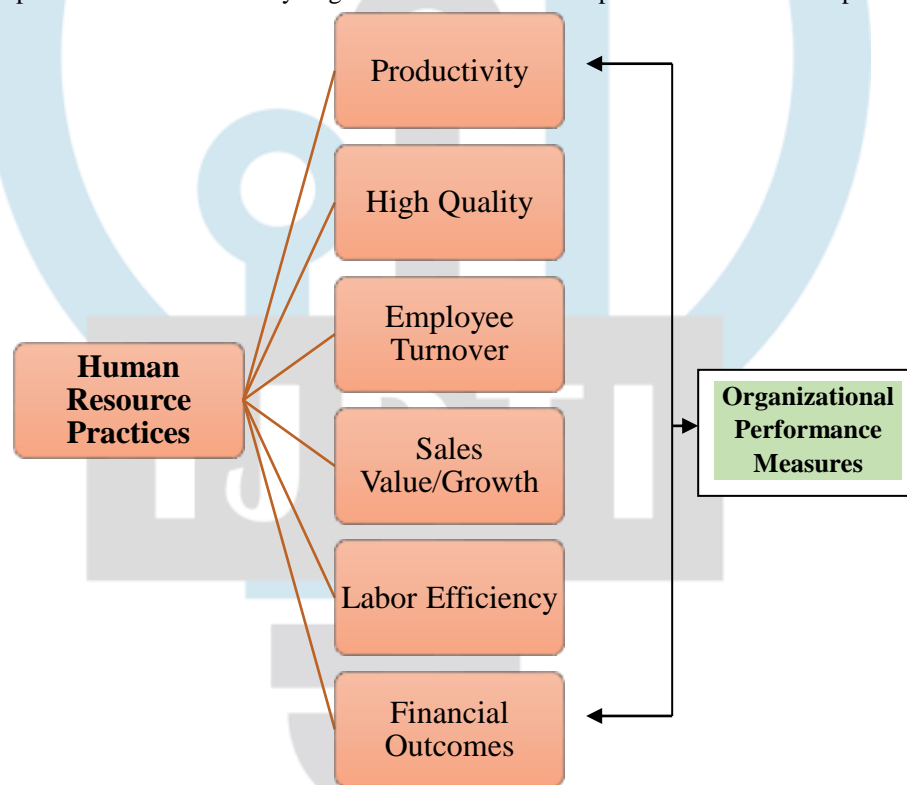 Productivity
High Quality
Employee
Turnover
Human
Resource
Practices
Organizational
Performance
Measures
Sales
Value/Growth
Labor Efficiency
Financial
Outcomes